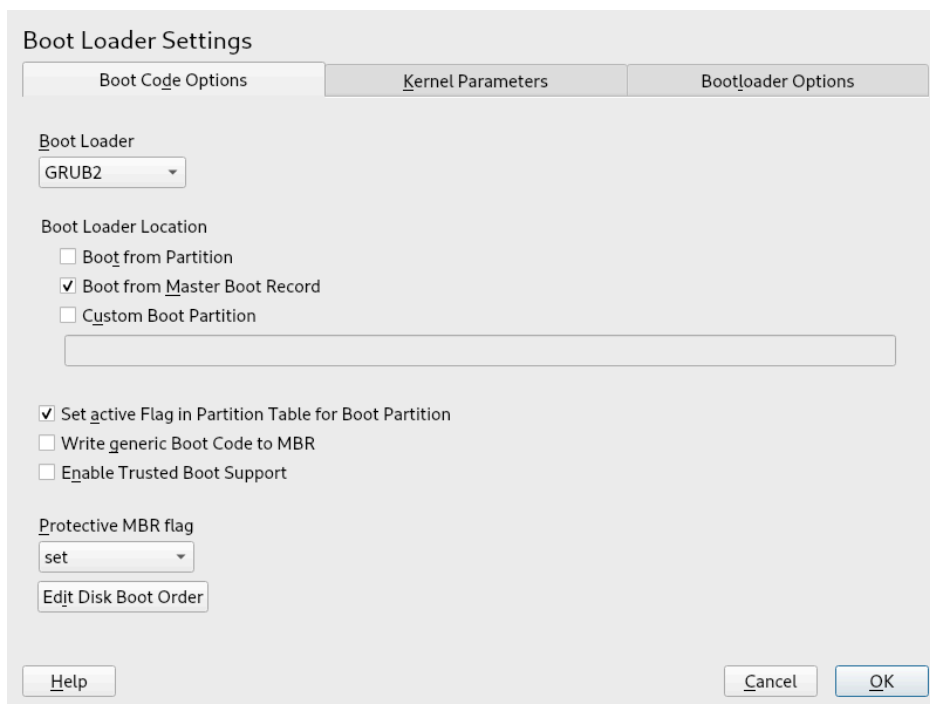 Boot Loader Settings
Boot Code Options Kernel Parameters Bootloader Options
Boot Loader
GRUB2
Boot Loader Location
Boot from Partition
Boot from Master Boot Record
Custom Boot Partition
Set active Flag in Partition Table for Boot Partition
Write generic Boot Code to MBR
Enable Trusted Boot Support
Protective MBR flag
set
Edit Disk Boot Order
Help Cancel OK